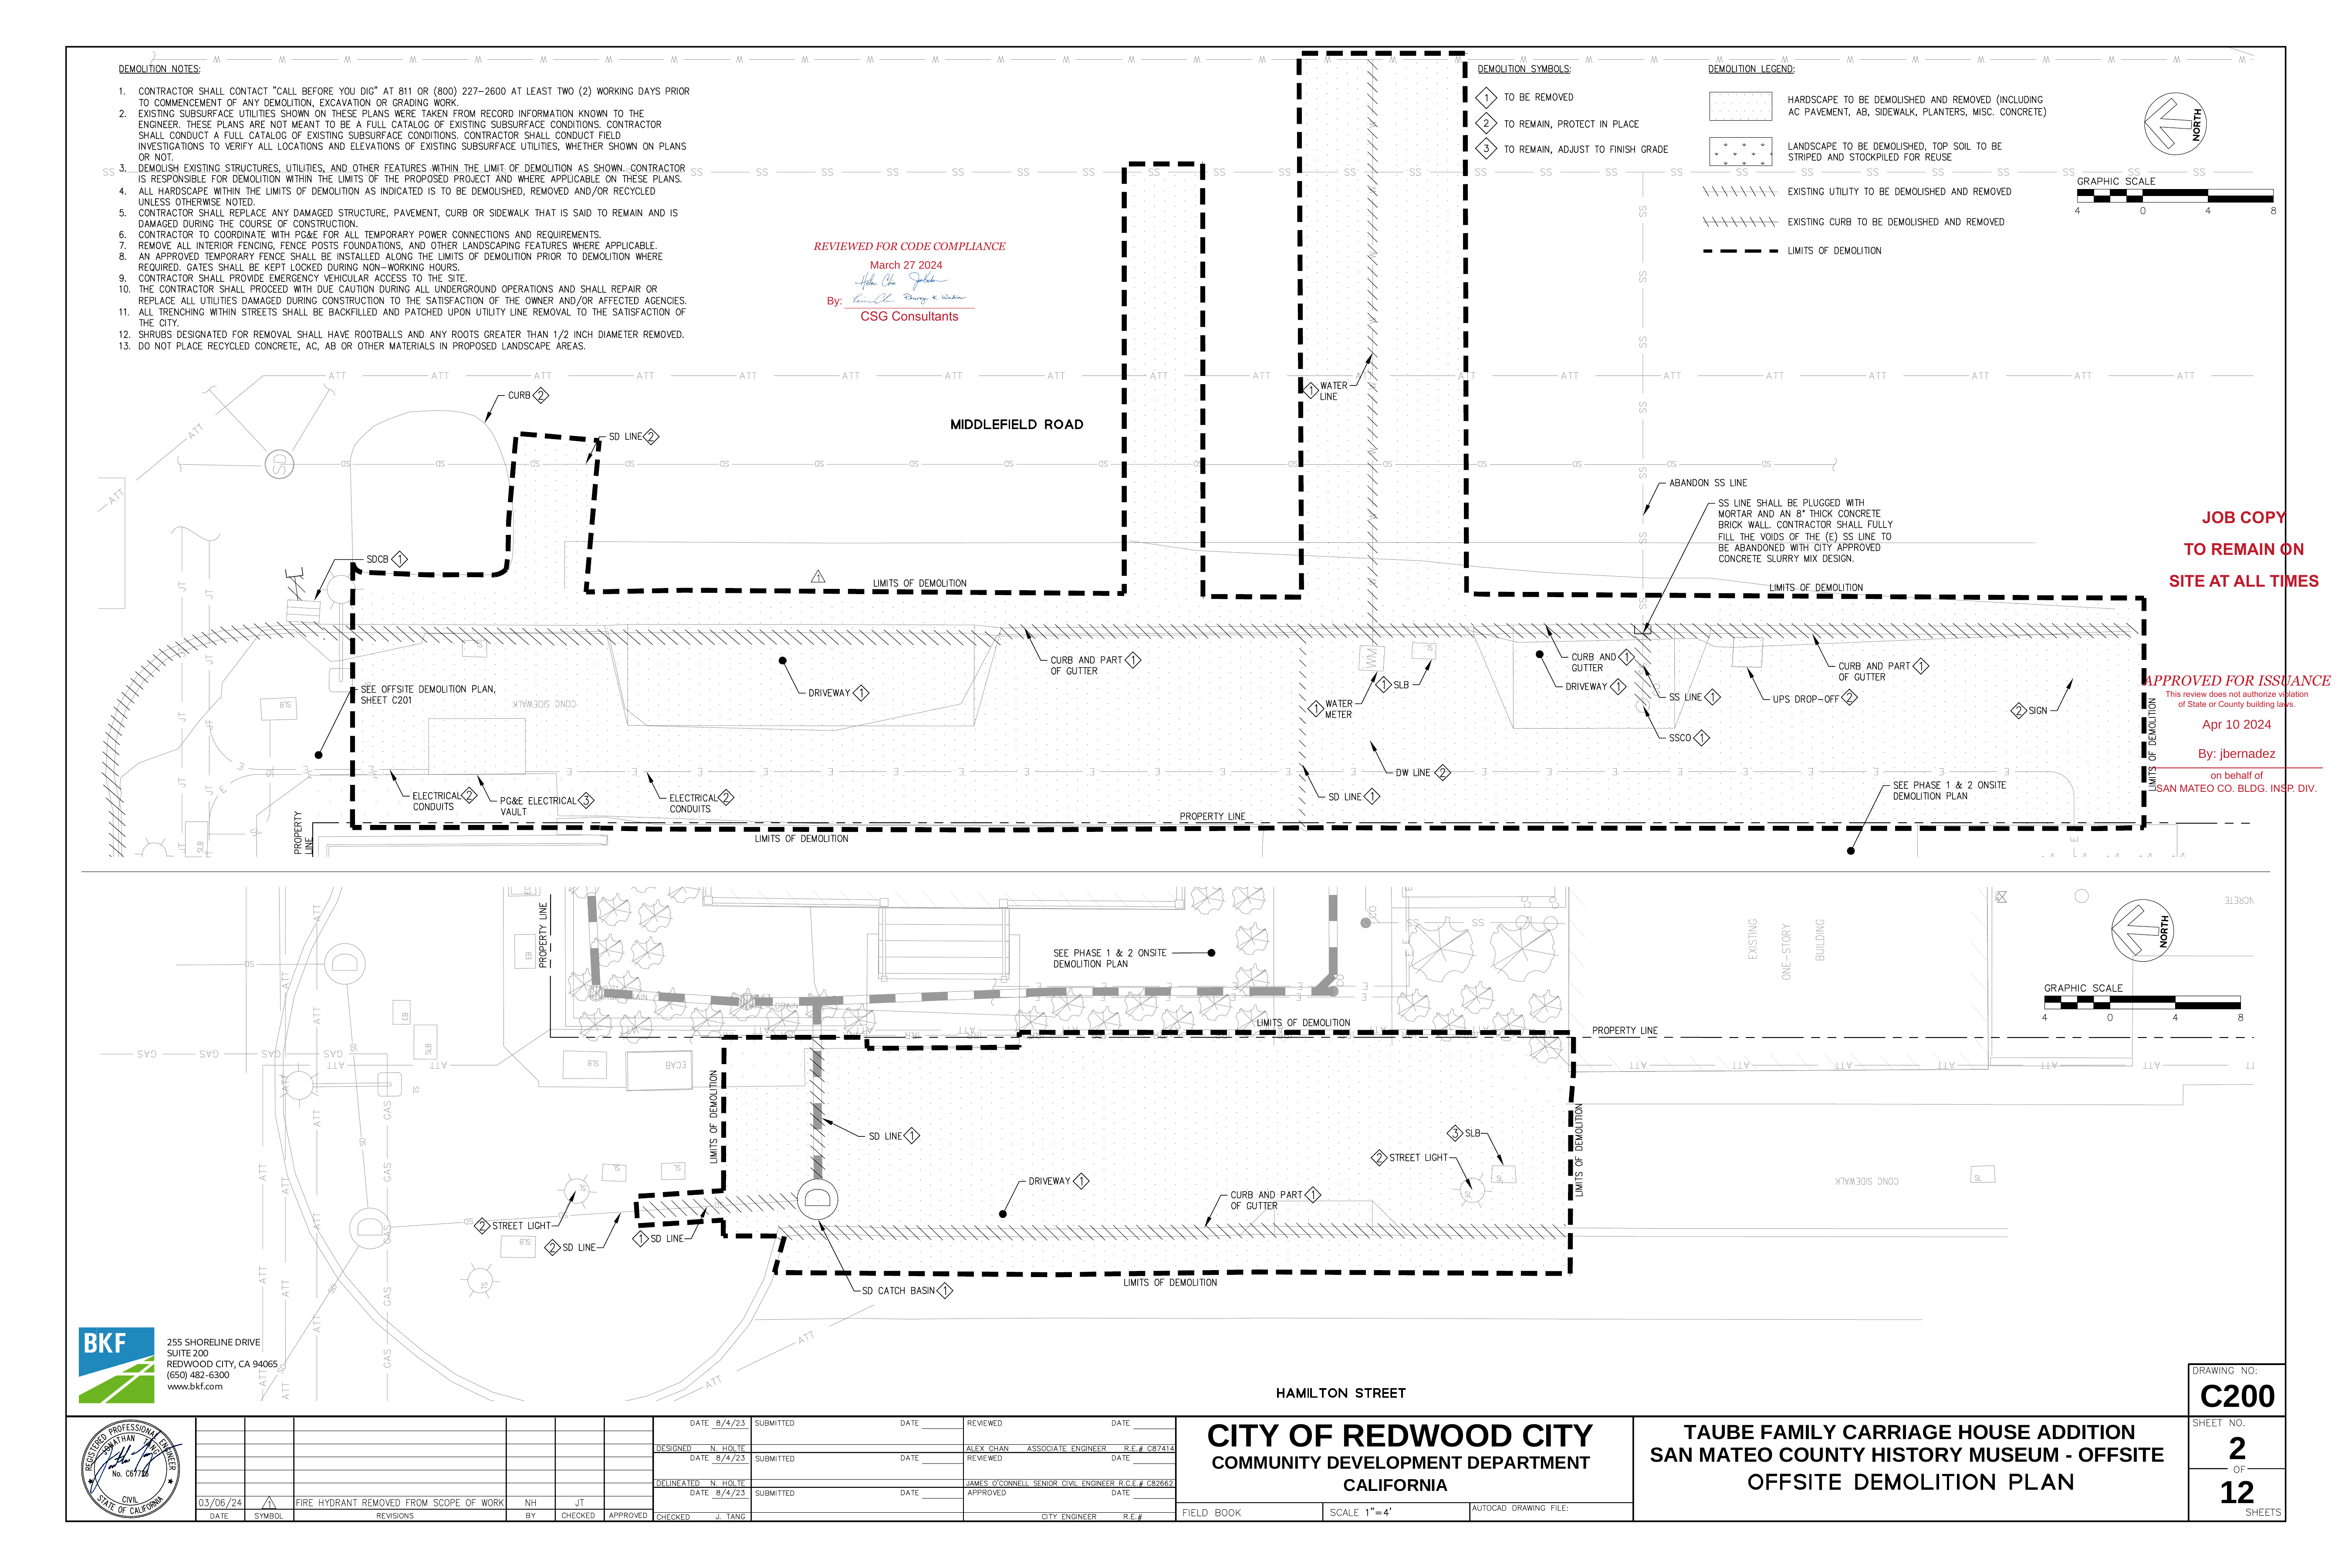 DEMOLITION NOTES:
1. CONTRACTOR SHALL CONTACT "CALL BEFORE YOU DIG" AT 811 OR (800) 227-2600 AT LEAST TWO (2) WORKING DAYS PRIOR
TO COMMENCEMENT OF ANY DEMOLITION, EXCAVATION OR GRADING WORK.
2. EXISTING SUBSURFACE UTILITIES SHOWN ON THESE PLANS WERE TAKEN FROM RECORD INFORMATION KNOWN TO THE
ENGINEER. THESE PLANS ARE NOT MEANT TO BE A FULL CATALOG OF EXISTING SUBSURFACE CONDITIONS. CONTRACTOR
SHALL CONDUCT A FULL CATALOG OF EXISTING SUBSURFACE CONDITIONS. CONTRACTOR SHALL CONDUCT FIELD
INVESTIGATIONS TO VERIFY ALL LOCATIONS AND ELEVATIONS OF EXISTING SUBSURFACE UTILITIES, WHETHER SHOWN ON PLANS
OR NOT.
3. DEMOLISH EXISTING STRUCTURES, UTILITIES, AND OTHER FEATURES WITHIN THE LIMIT OF DEMOLITION AS SHOWN. CONTRACTOR
IS RESPONSIBLE FOR DEMOLITION WITHIN THE LIMITS OF THE PROPOSED PROJECT AND WHERE APPLICABLE ON THESE PLANS.
4. ALL HARDSCAPE WITHIN THE LIMITS OF DEMOLITION AS INDICATED IS TO BE DEMOLISHED, REMOVED AND/OR RECYCLED
UNLESS OTHERWISE NOTED.
5. CONTRACTOR SHALL REPLACE ANY DAMAGED STRUCTURE, PAVEMENT, CURB OR SIDEWALK THAT IS SAID TO REMAIN AND IS
DAMAGED DURING THE COURSE OF CONSTRUCTION.
6. CONTRACTOR TO COORDINATE WITH PG&E FOR ALL TEMPORARY POWER CONNECTIONS AND REQUIREMENTS.
7. REMOVE ALL INTERIOR FENCING, FENCE POSTS FOUNDATIONS, AND OTHER LANDSCAPING FEATURES WHERE APPLICABLE.
8. AN APPROVED TEMPORARY FENCE SHALL BE INSTALLED ALONG THE LIMITS OF DEMOLITION PRIOR TO DEMOLITION WHERE
REQUIRED. GATES SHALL BE KEPT LOCKED DURING NON-WORKING HOURS.
9. CONTRACTOR SHALL PROVIDE EMERGENCY VEHICULAR ACCESS TO THE SITE.
10. THE CONTRACTOR SHALL PROCEED WITH DUE CAUTION DURING ALL UNDERGROUND OPERATIONS AND SHALL REPAIR OR
REPLACE ALL UTILITIES DAMAGED DURING CONSTRUCTION TO THE SATISFACTION OF THE OWNER AND/OR AFFECTED AGENCIES.
11. ALL TRENCHING WITHIN STREETS SHALL BE BACKFILLED AND PATCHED UPON UTILITY LINE REMOVAL TO THE SATISFACTION OF
THE CITY.
12. SHRUBS DESIGNATED FOR REMOVAL SHALL HAVE ROOTBALLS AND ANY ROOTS GREATER THAN 1/2 INCH DIAMETER REMOVED.
13. DO NOT PLACE RECYCLED CONCRETE, AC, AB OR OTHER MATERIALS IN PROPOSED LANDSCAPE AREAS.
REVIEWED FOR CODE COMPLIANCE
March 27 2024
By:
CSG Consultants
DEMOLITION SYMBOLS:
1 TO BE REMOVED
2 TO REMAIN, PROTECT IN PLACE
3 TO REMAIN, ADJUST TO FINISH GRADE
DEMOLITION LEGEND:
HARDSCAPE TO BE DEMOLISHED AND REMOVED (INCLUDING
AC PAVEMENT, AB, SIDEWALK, PLANTERS, MISC. CONCRETE)
LANDSCAPE TO BE DEMOLISHED, TOP SOIL TO BE
STRIPED AND STOCKPILED FOR REUSE
EXISTING UTILITY TO BE DEMOLISHED AND REMOVED
EXISTING CURB TO BE DEMOLISHED AND REMOVED
LIMITS OF DEMOLITION
NORTH
GRAPHIC SCALE
4 0 4 8
CURB 2
SD LINE 2
MIDDLEFIELD ROAD
1 WATER
LINE
ABANDON SS LINE
SS LINE SHALL BE PLUGGED WITH
MORTAR AND AN 8" THICK CONCRETE
BRICK WALL. CONTRACTOR SHALL FULLY
FILL THE VOIDS OF THE (E) SS LINE TO
BE ABANDONED WITH CITY APPROVED
CONCRETE SLURRY MIX DESIGN.
JOB COPY
TO REMAIN ON
SITE AT ALL TIMES
SDCB 1
1
LIMITS OF DEMOLITION
LIMITS OF DEMOLITION
SEE OFFSITE DEMOLITION PLAN,
SHEET C201
DRIVEWAY 1
CONC SIDEWALK
CURB AND PART 1
OF GUTTER
1 WATER
METER
WM
1 SLB
CURB AND 1
GUTTER
DRIVEWAY 1
SS LINE 1
SSCO 1
UPS DROP-OFF 2
CURB AND PART 1
OF GUTTER
2 SIGN
LIMITS OF DEMOLITION
APPROVED FOR ISSUANCE
This review does not authorize violation
of State or County building laws.
Apr 10 2024
By: jbernadez
on behalf of
SAN MATEO CO. BLDG. INSP. DIV.
ELECTRICAL 2
CONDUITS
PG&E ELECTRICAL 3
VAULT
ELECTRICAL 2
CONDUITS
DW LINE 2
SD LINE 1
SEE PHASE 1 & 2 ONSITE
DEMOLITION PLAN
PROPERTY
LINE
PROPERTY LINE
LIMITS OF DEMOLITION
PROPERTY LINE
SEE PHASE 1 & 2 ONSITE
DEMOLITION PLAN
EXISTING
ONE-STORY
BUILDING
NORTH
GRAPHIC SCALE
4 0 4 8
LIMITS OF DEMOLITION
PROPERTY LINE
ECAB
SLB
LIMITS OF DEMOLITION
SD LINE 1
3 SLB
2 STREET LIGHT
LIMITS OF DEMOLITION
DRIVEWAY 1
CURB AND PART 1
OF GUTTER
CONC SIDEWALK
2 STREET LIGHT
2 SD LINE
1 SD LINE
SD CATCH BASIN 1
LIMITS OF DEMOLITION
HAMILTON STREET
BKF
255 SHORELINE DRIVE
SUITE 200
REDWOOD CITY, CA 94065
(650) 482-6300
www.bkf.com
REGISTERED PROFESSIONAL ENGINEER
JONATHAN TANG
No. C67726
CIVIL
STATE OF CALIFORNIA
03/06/24 1 FIRE HYDRANT REMOVED FROM SCOPE OF WORK NH JT
DATE SYMBOL REVISIONS BY CHECKED APPROVED
DATE 8/4/23 SUBMITTED DATE REVIEWED DATE
DESIGNED N. HOLTE ALEX CHAN ASSOCIATE ENGINEER R.E.# C87414
DATE 8/4/23 SUBMITTED DATE REVIEWED DATE
DELINEATED N. HOLTE JAMES O'CONNELL SENIOR CIVIL ENGINEER R.C.E.# C82662
DATE 8/4/23 SUBMITTED DATE APPROVED DATE
CHECKED J. TANG CITY ENGINEER R.E.#
CITY OF REDWOOD CITY
COMMUNITY DEVELOPMENT DEPARTMENT
CALIFORNIA
FIELD BOOK SCALE 1"=4' AUTOCAD DRAWING FILE:
TAUBE FAMILY CARRIAGE HOUSE ADDITION
SAN MATEO COUNTY HISTORY MUSEUM - OFFSITE
OFFSITE DEMOLITION PLAN
DRAWING NO:
C200
SHEET NO.
2
OF
12
SHEETS